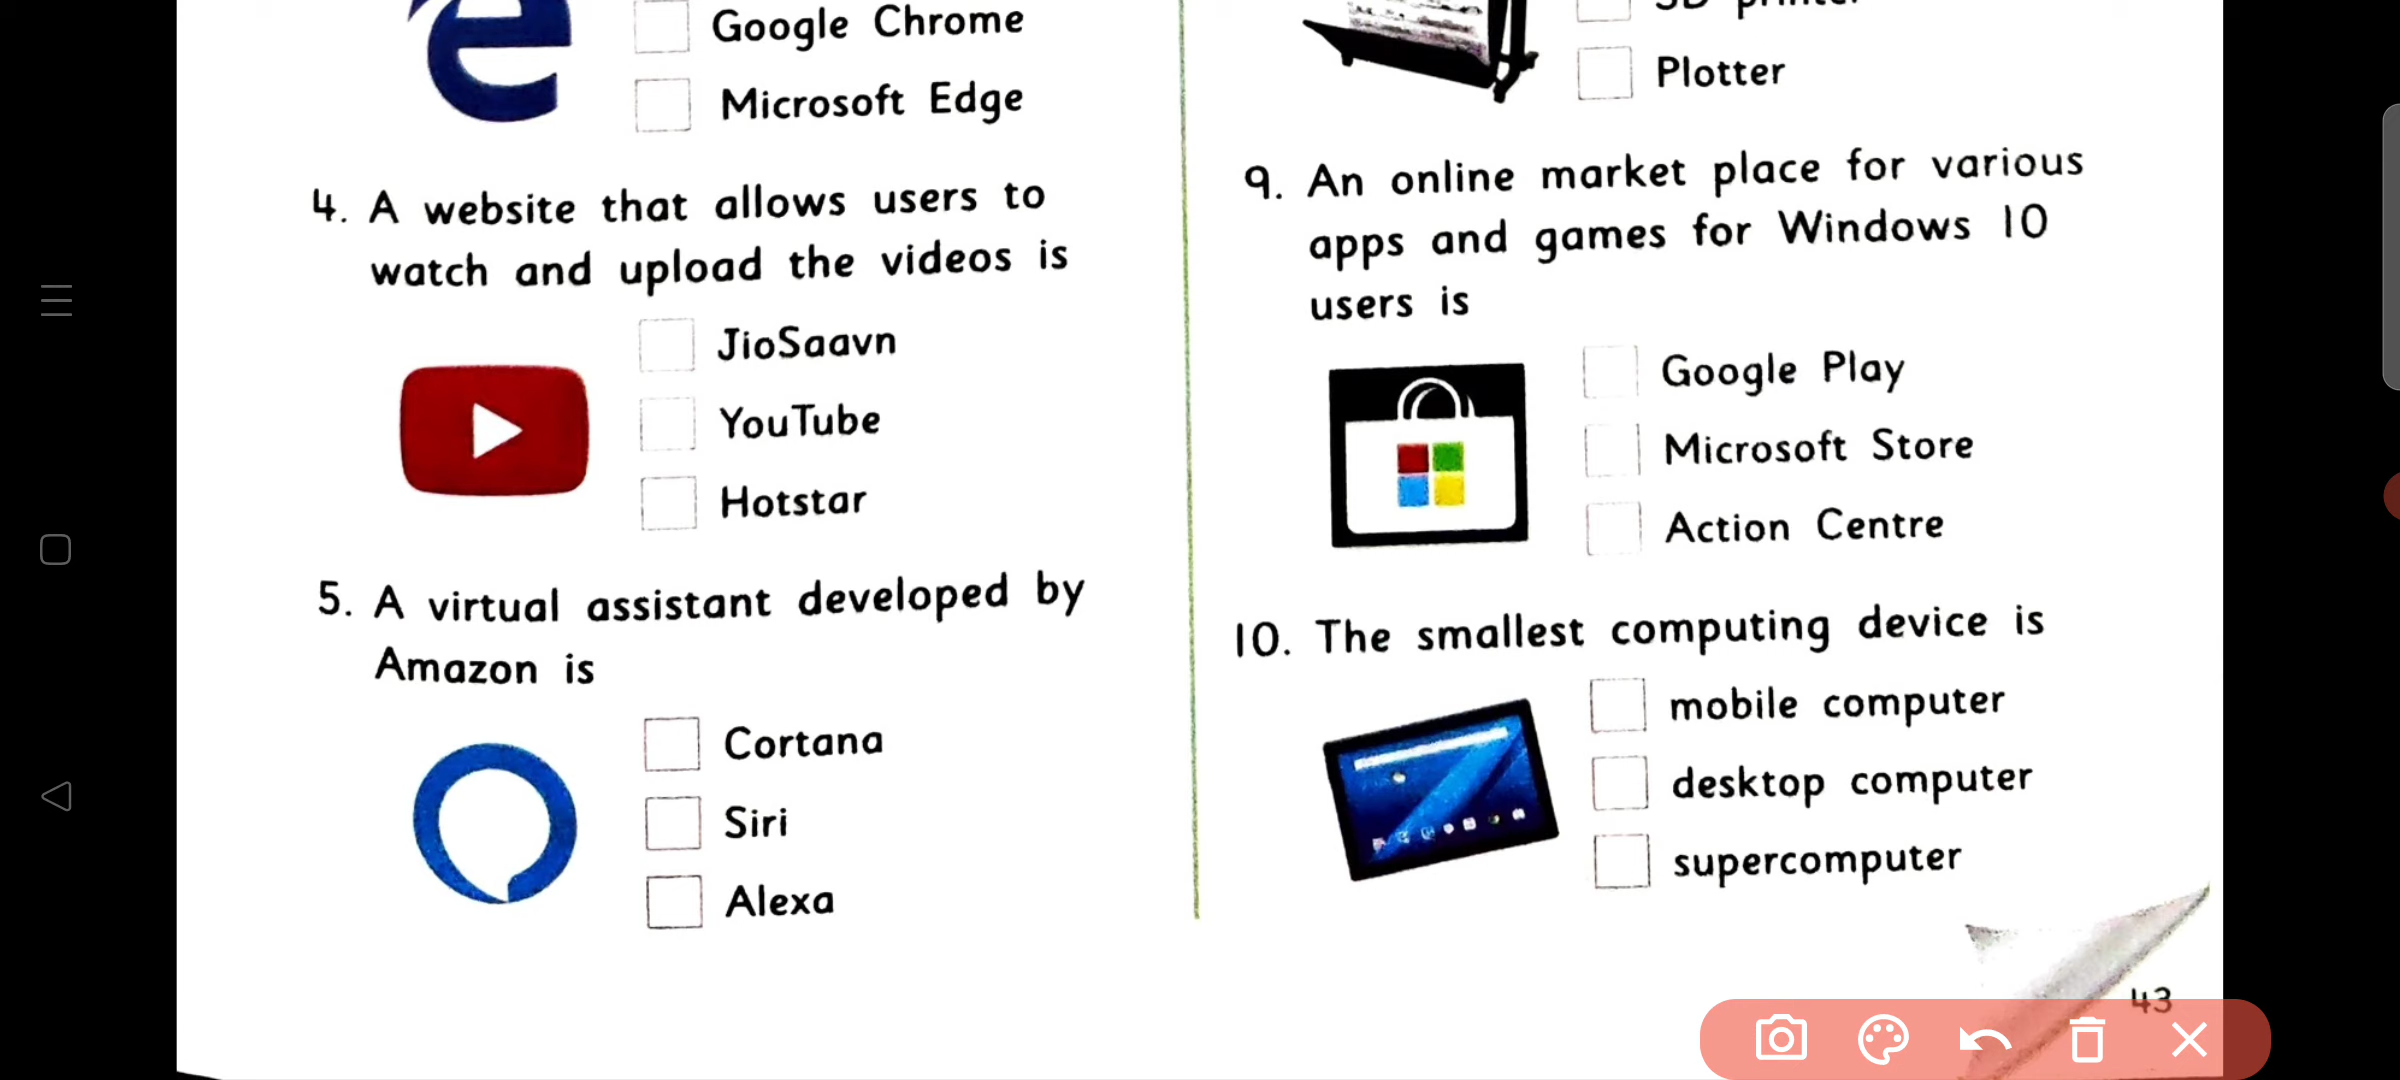 Google Chrome
Microsoft Edge
4. A website that allows users to
watch and upload the videos is
JioSaavn
YouTube
Hotstar
5. A virtual assistant developed by
Amazon is
Cortana
Siri
Alexa
3D printer
Plotter
9. An online market place for various
apps and games for Windows 10
users is
Google Play
Microsoft Store
Action Centre
10. The smallest computing device is
mobile computer
desktop computer
supercomputer
43